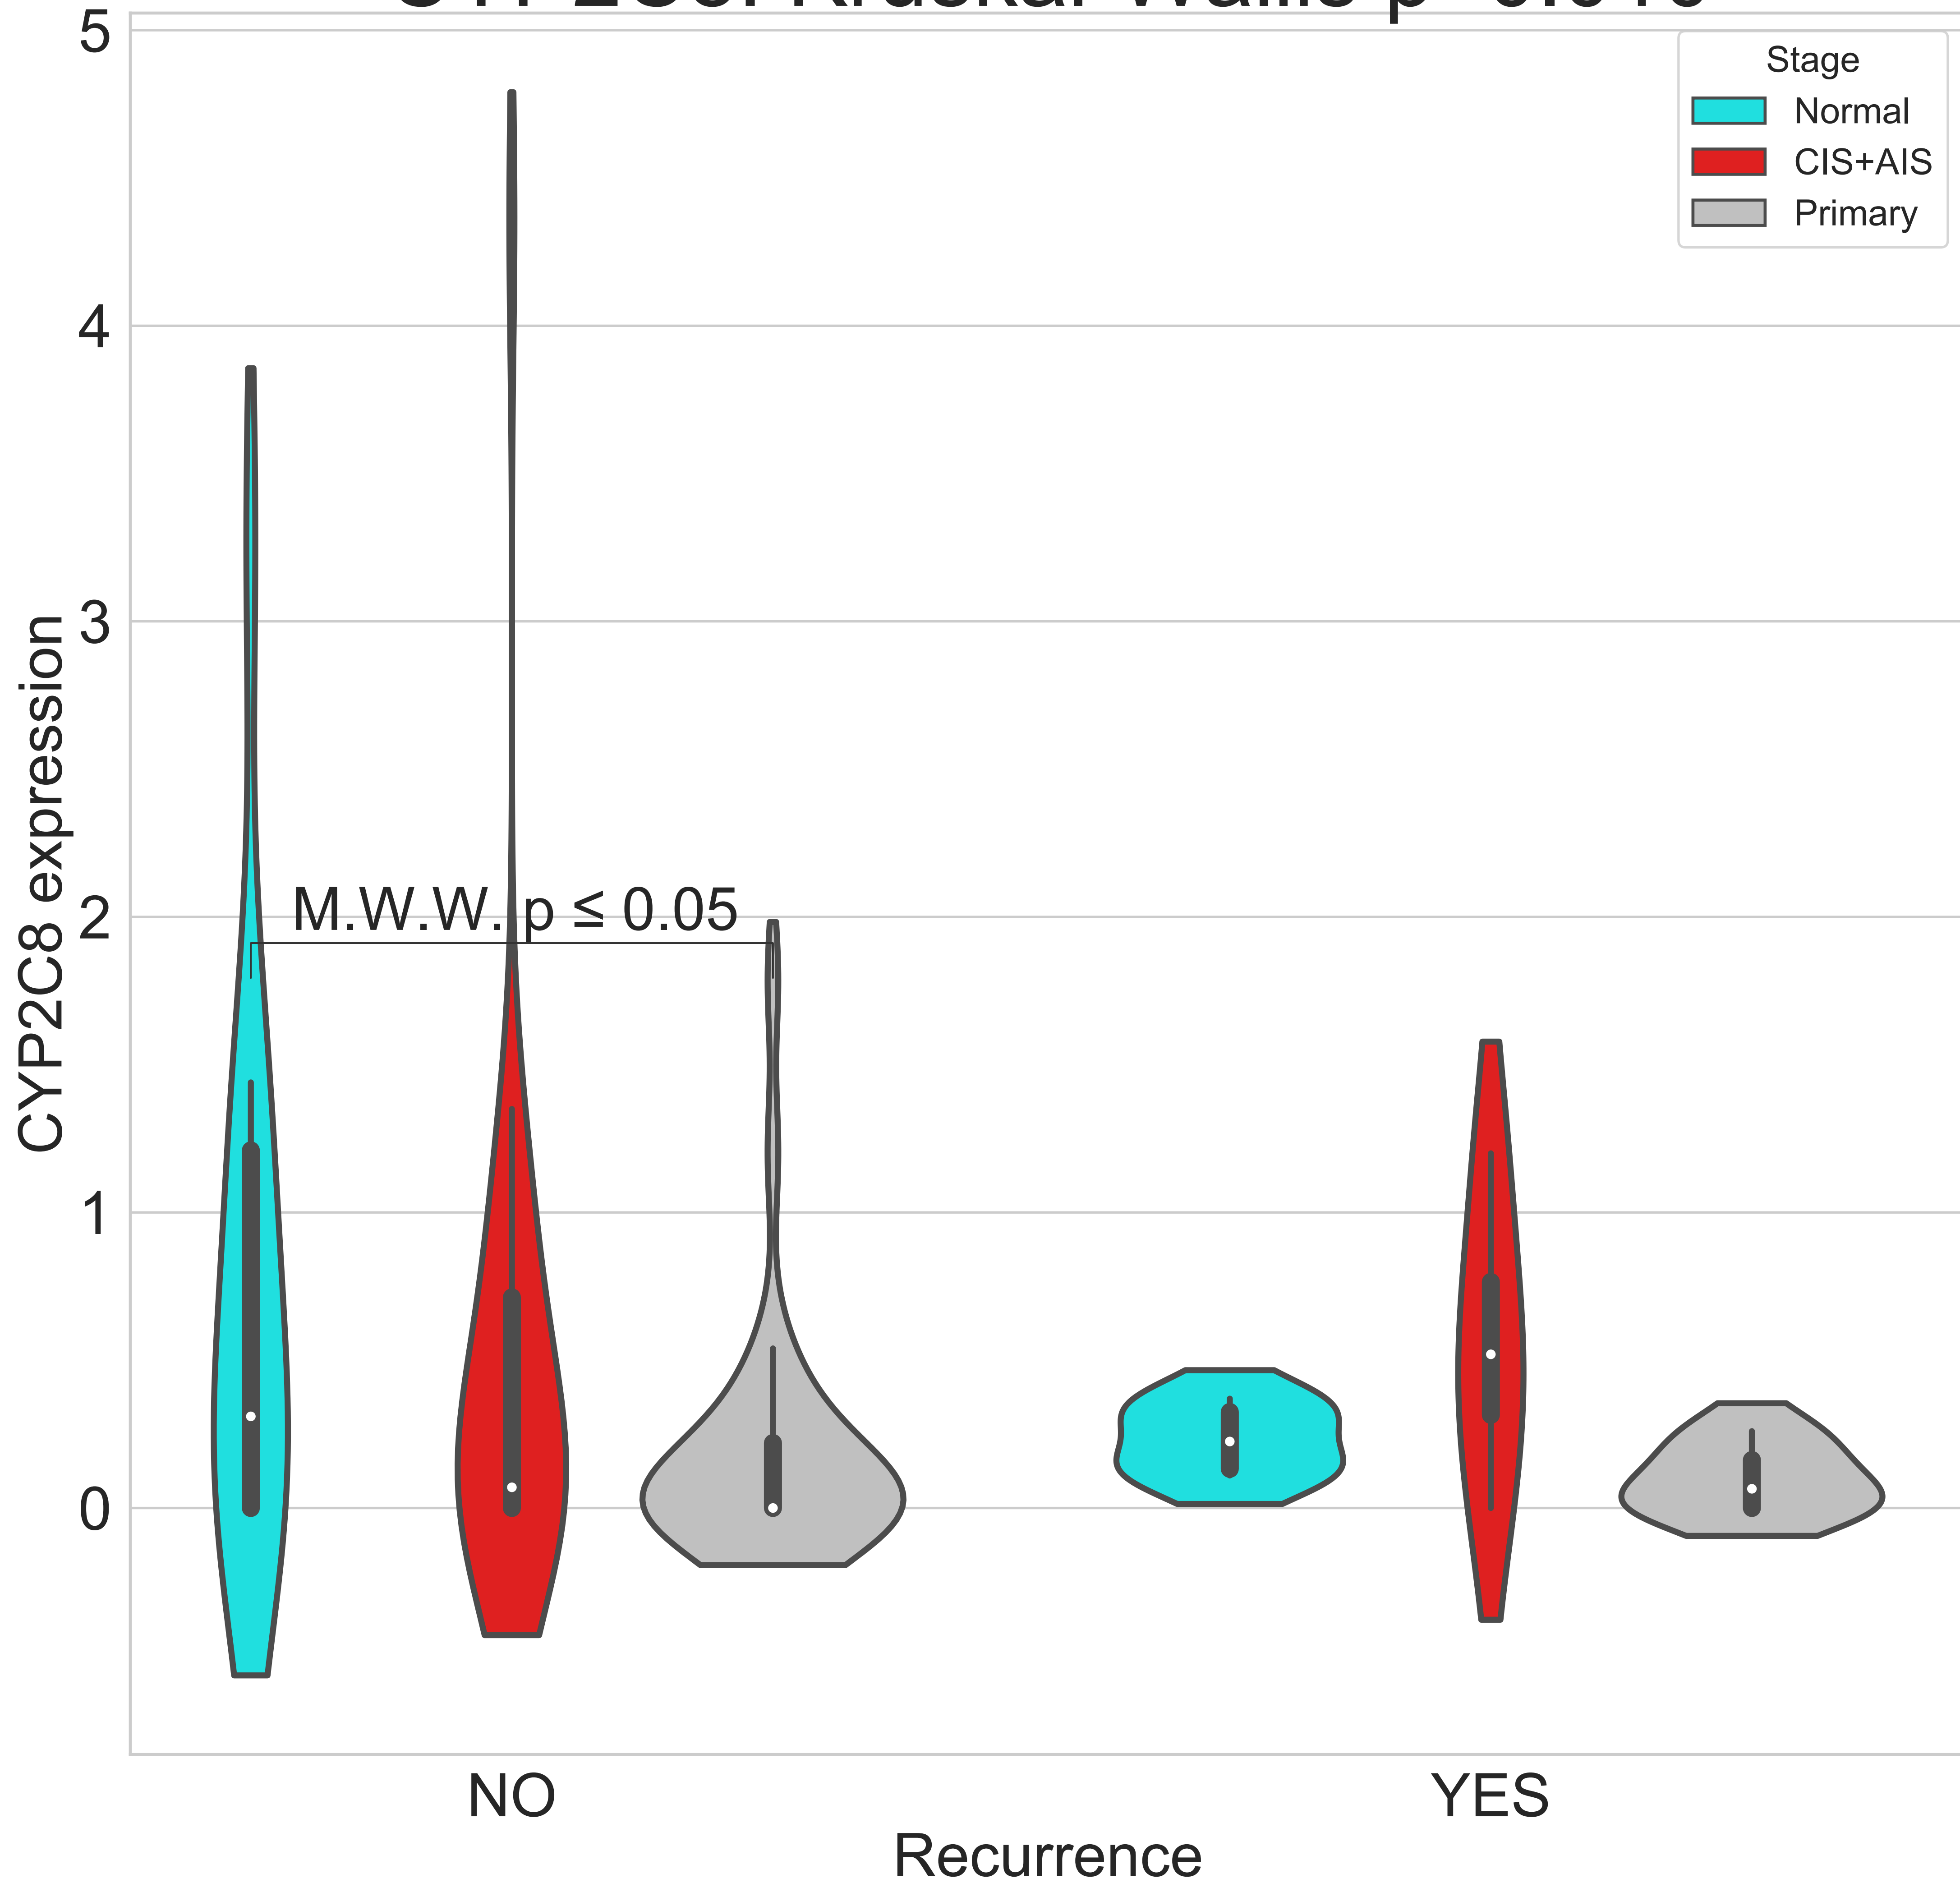 5
4
3
2
1
0
CYP2C8 expression
Stage
Normal
CIS+AIS
Primary
M.W.W. p ≤ 0.05
NO
YES
Recurrence